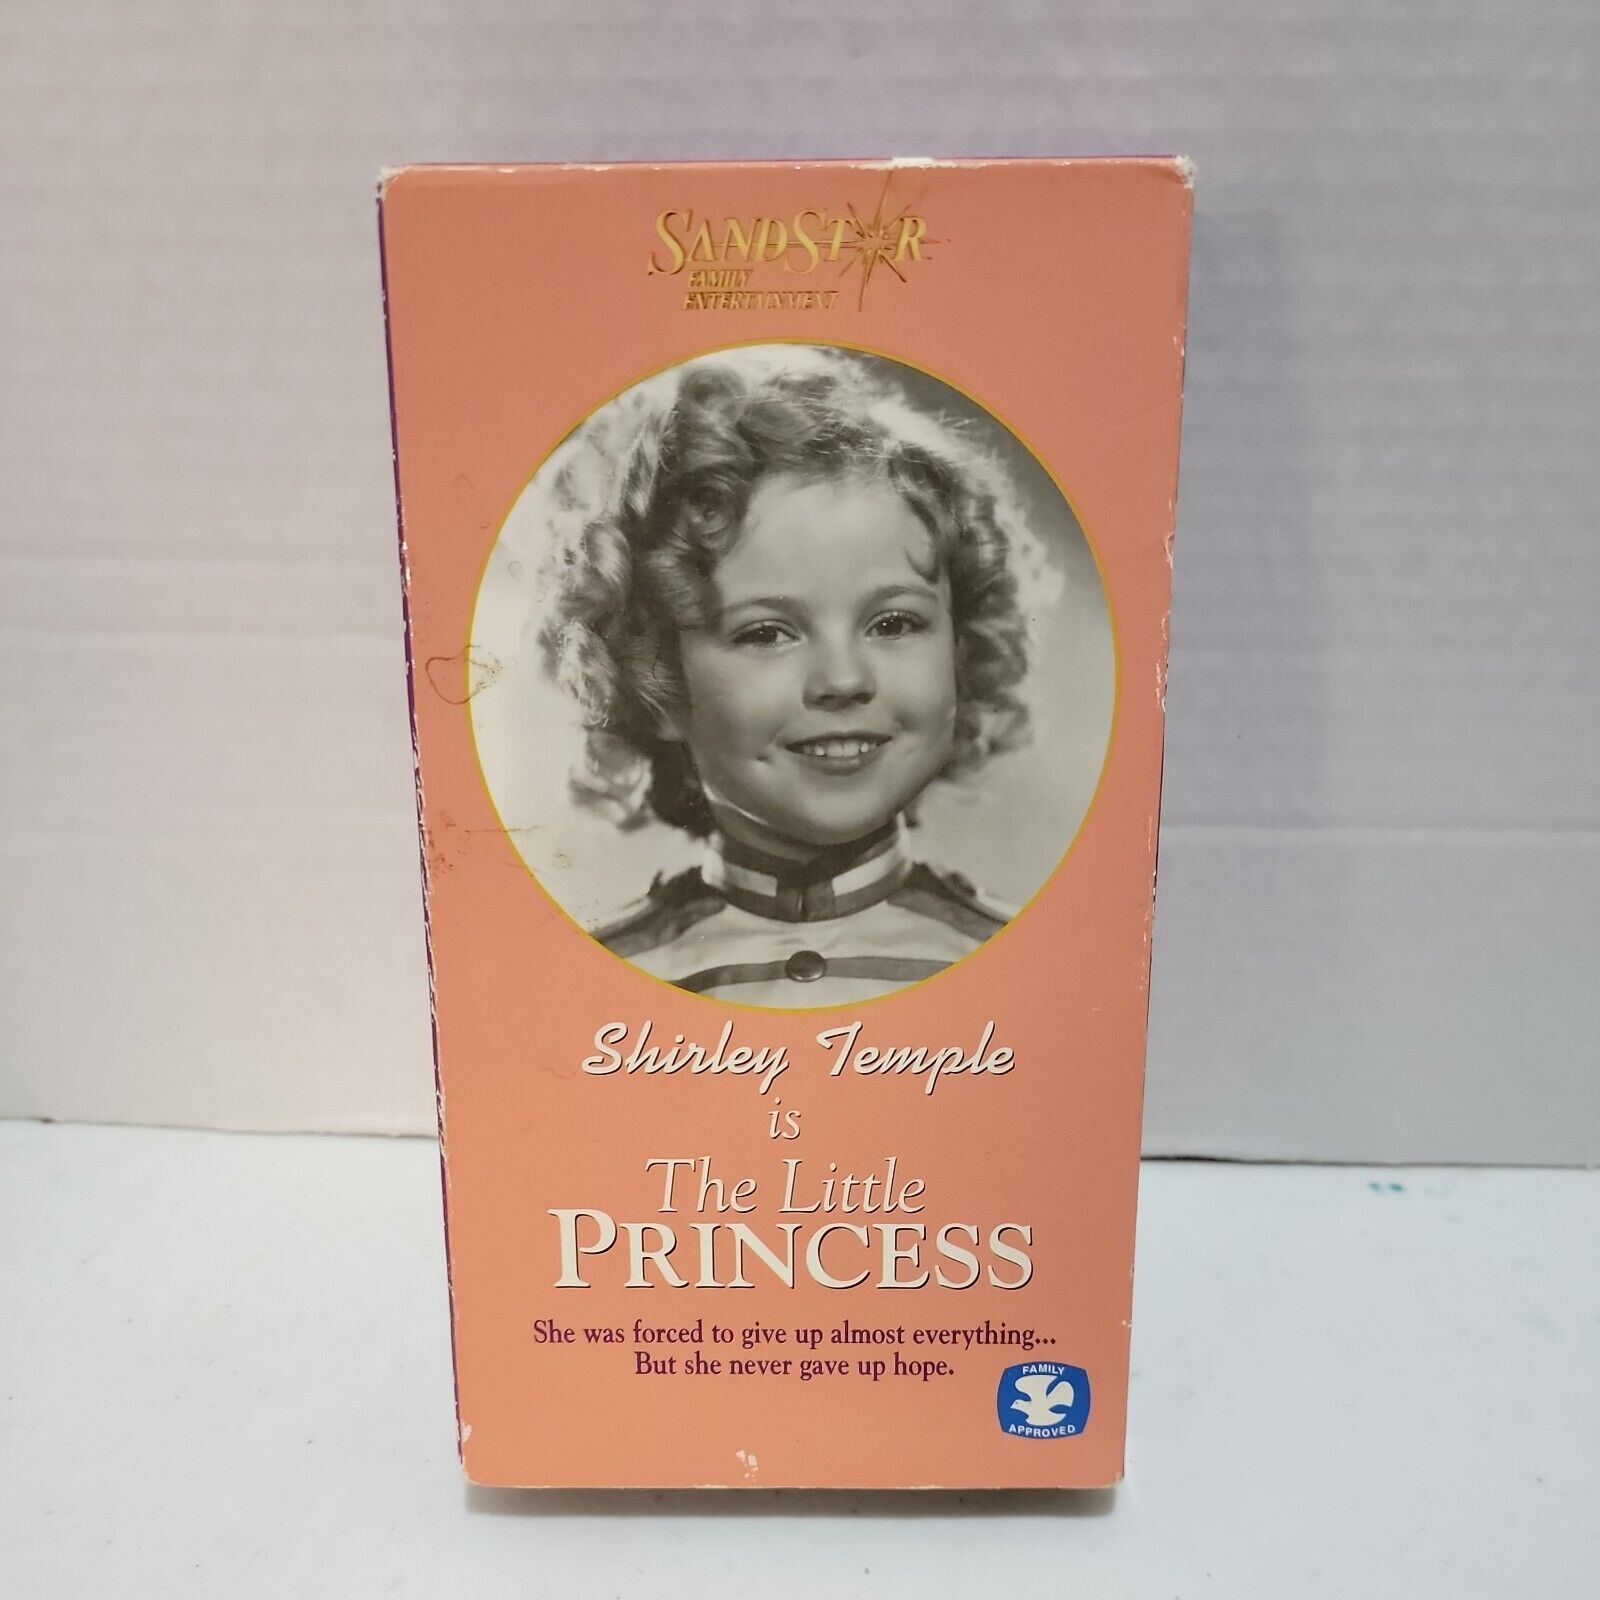 SANDSTAR
FAMILY
ENTERTAINMENT
Shirley Temple
is
The Little
PRINCESS
She was forced to give up almost everything...
But she never gave up hope.
FAMILY
APPROVED